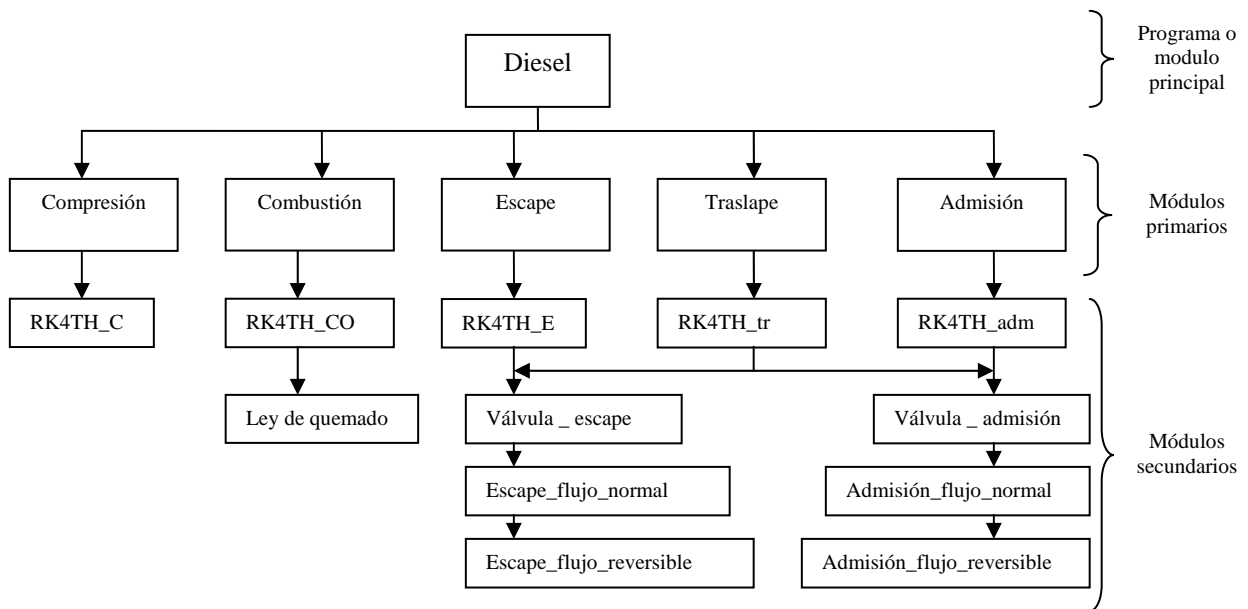 Diesel
Programa o
modulo
principal
Compresión
Combustión
Escape
Traslape
Admisión
Módulos
primarios
RK4TH_C
RK4TH_CO
RK4TH_E
RK4TH_tr
RK4TH_adm
Ley de quemado
Válvula _ escape
Válvula _ admisión
Módulos
secundarios
Escape_flujo_normal
Admisión_flujo_normal
Escape_flujo_reversible
Admisión_flujo_reversible